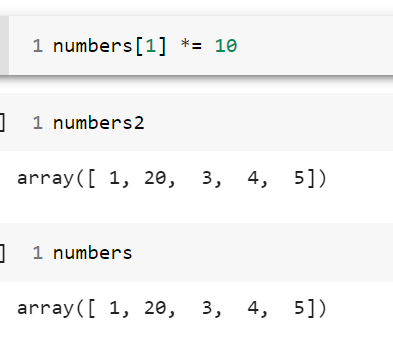 1 numbers[1] *= 10
] 1 numbers2
array([ 1, 20,  3,  4,  5])
] 1 numbers
array([ 1, 20,  3,  4,  5])